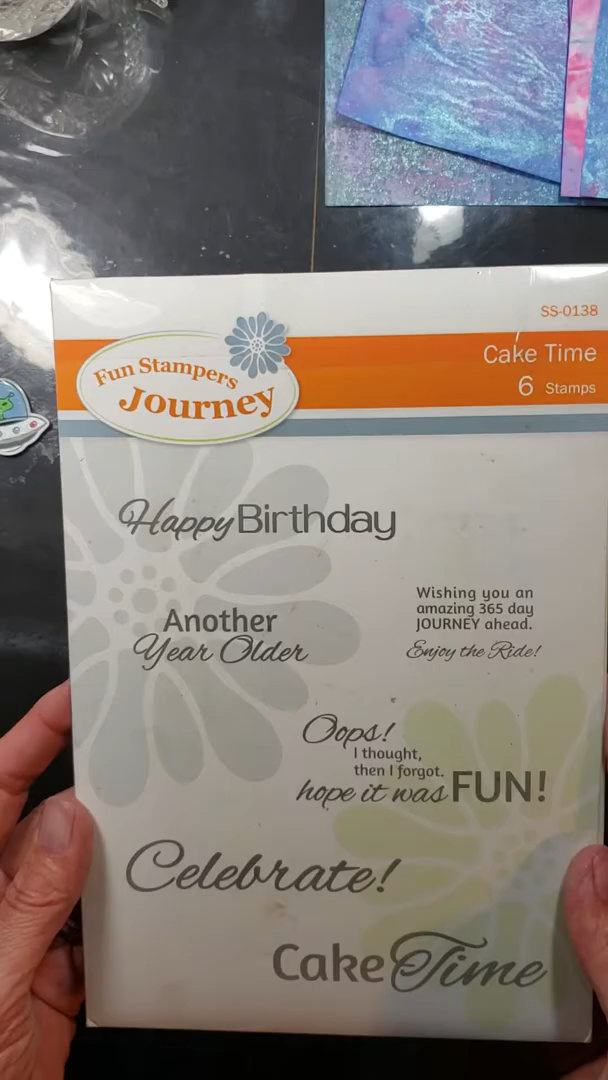 SS-0138
Fun Stampers
Journey
Cake Time
6 Stamps
Happy Birthday
Another
Year Older
Wishing you an
amazing 365 day
JOURNEY ahead.
Enjoy the Ride!
Oops!
I thought,
then I forgot.
hope it was FUN!
Celebrate!
Cake Time